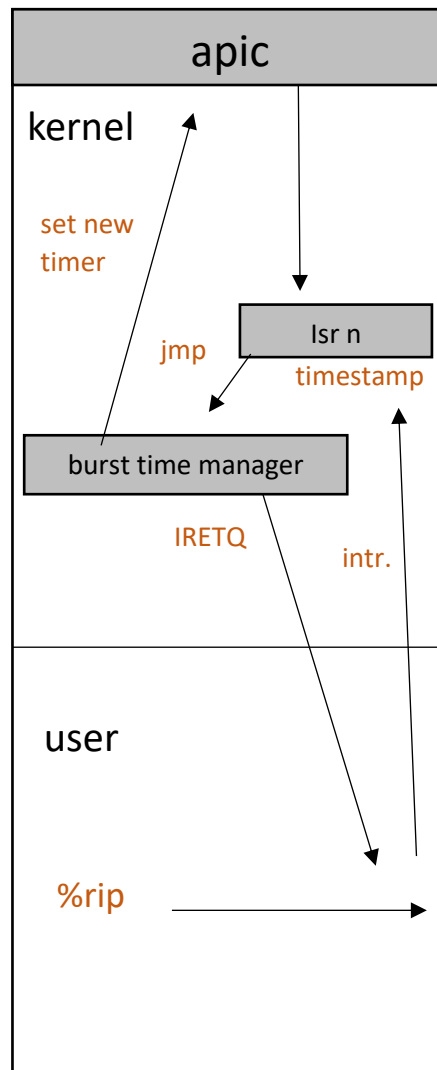 apic
kernel
set new
timer
Isr n
jmp
timestamp
burst time manager
IRETQ
intr.
user
%rip